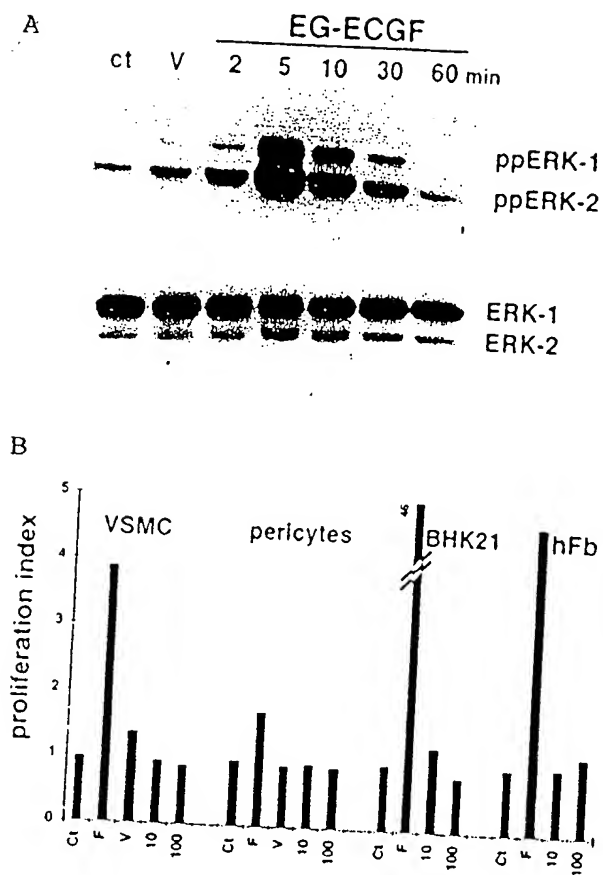 A
EG-ECGF
ct V 2 5 10 30 60 min
ppERK-1
ppERK-2
ERK-1
ERK-2
B
proliferation index
5
4
3
2
1
0
VSMC pericytes BHK21 hFb
Ct F V 10 100 Ct F V 10 100 Ct F 10 100 Ct F 10 100